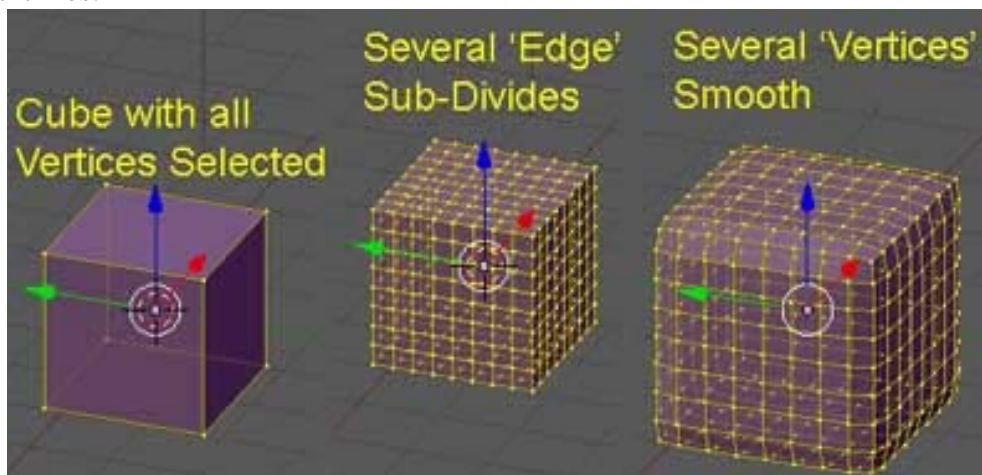 Cube with all
Vertices Selected
Several ‘Edge’
Sub-Divides
Several ‘Vertices’
Smooth